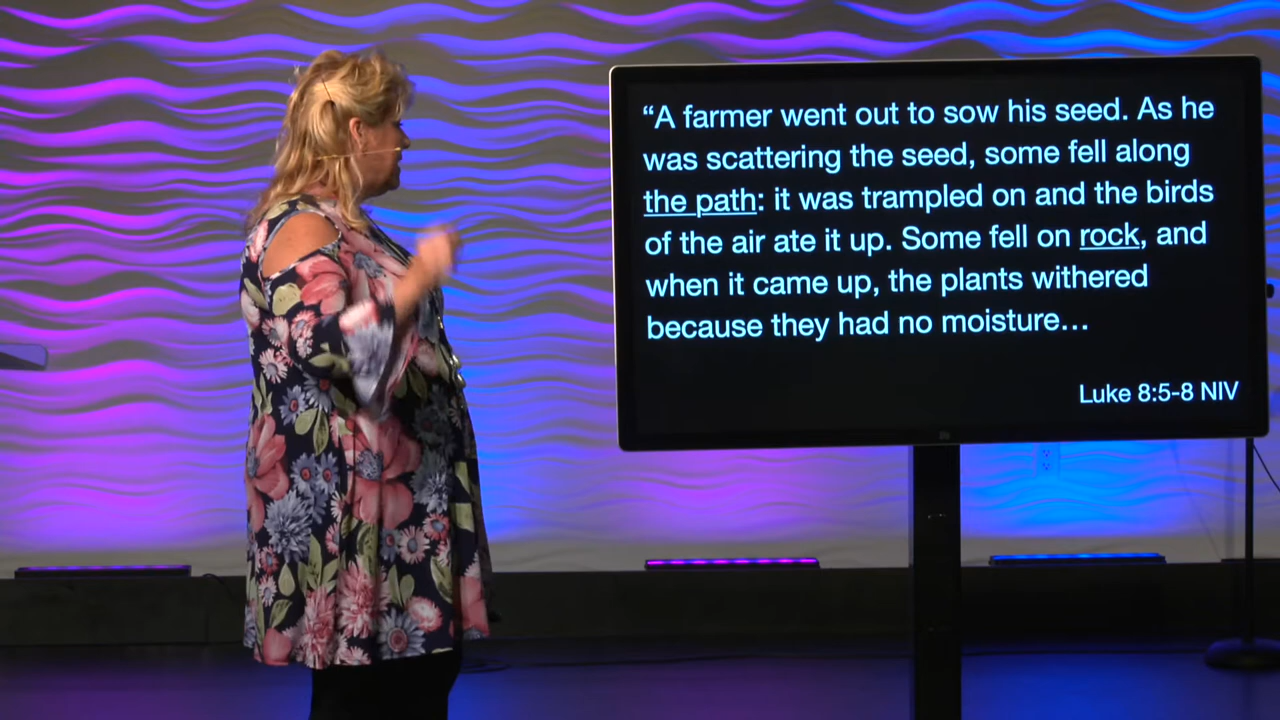 “A farmer went out to sow his seed. As he
was scattering the seed, some fell along
the path: it was trampled on and the birds
of the air ate it up. Some fell on rock, and
when it came up, the plants withered
because they had no moisture…
Luke 8:5-8 NIV